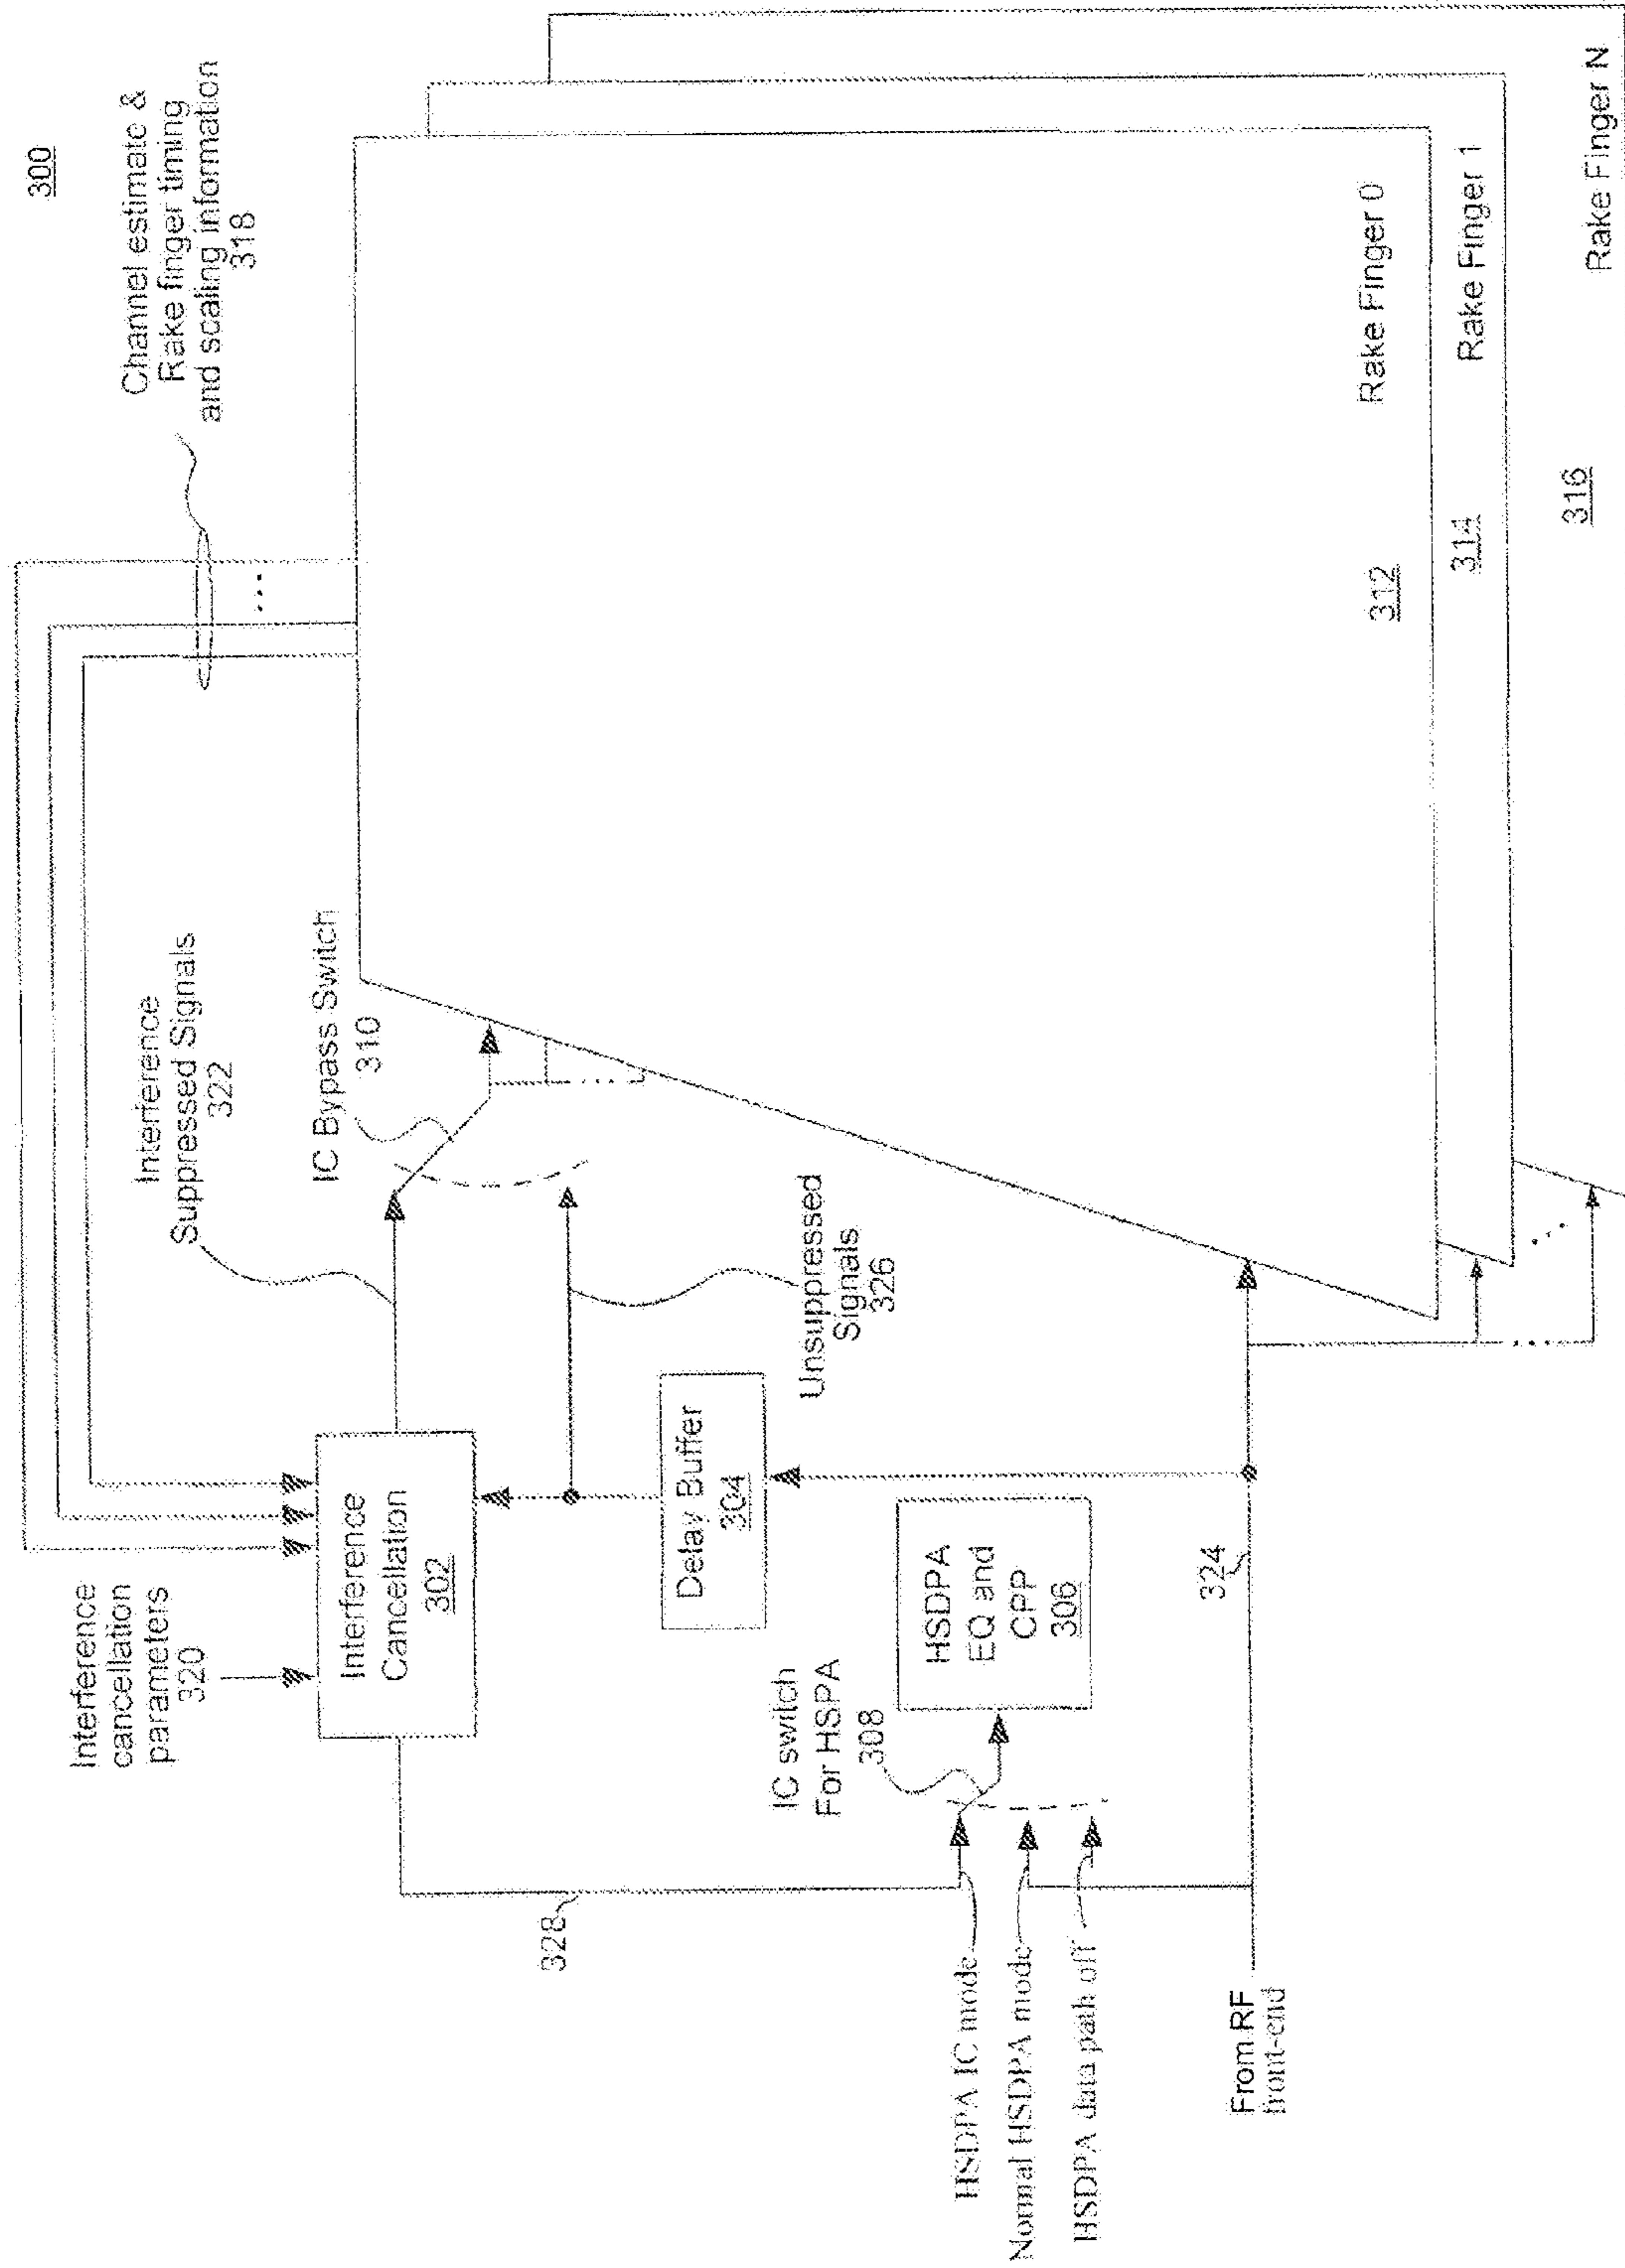 300
Channel estimate &
Rake finger timing
and scaling information
318
Interference
cancellation
parameters
320
Interference
Suppressed Signals
322
Interference
Cancellation
302
IC Bypass Switch
310
328
Unsuppressed
Signals
326
Delay Buffer
304
IC switch
For HSPA
308
HSDPA
EQ and
CPP
306
HSDPA IC mode
Normal HSDPA mode
HSDPA data path off
From RF
front-end
324
Rake Finger 0
312
Rake Finger 1
314
Rake Finger N
316